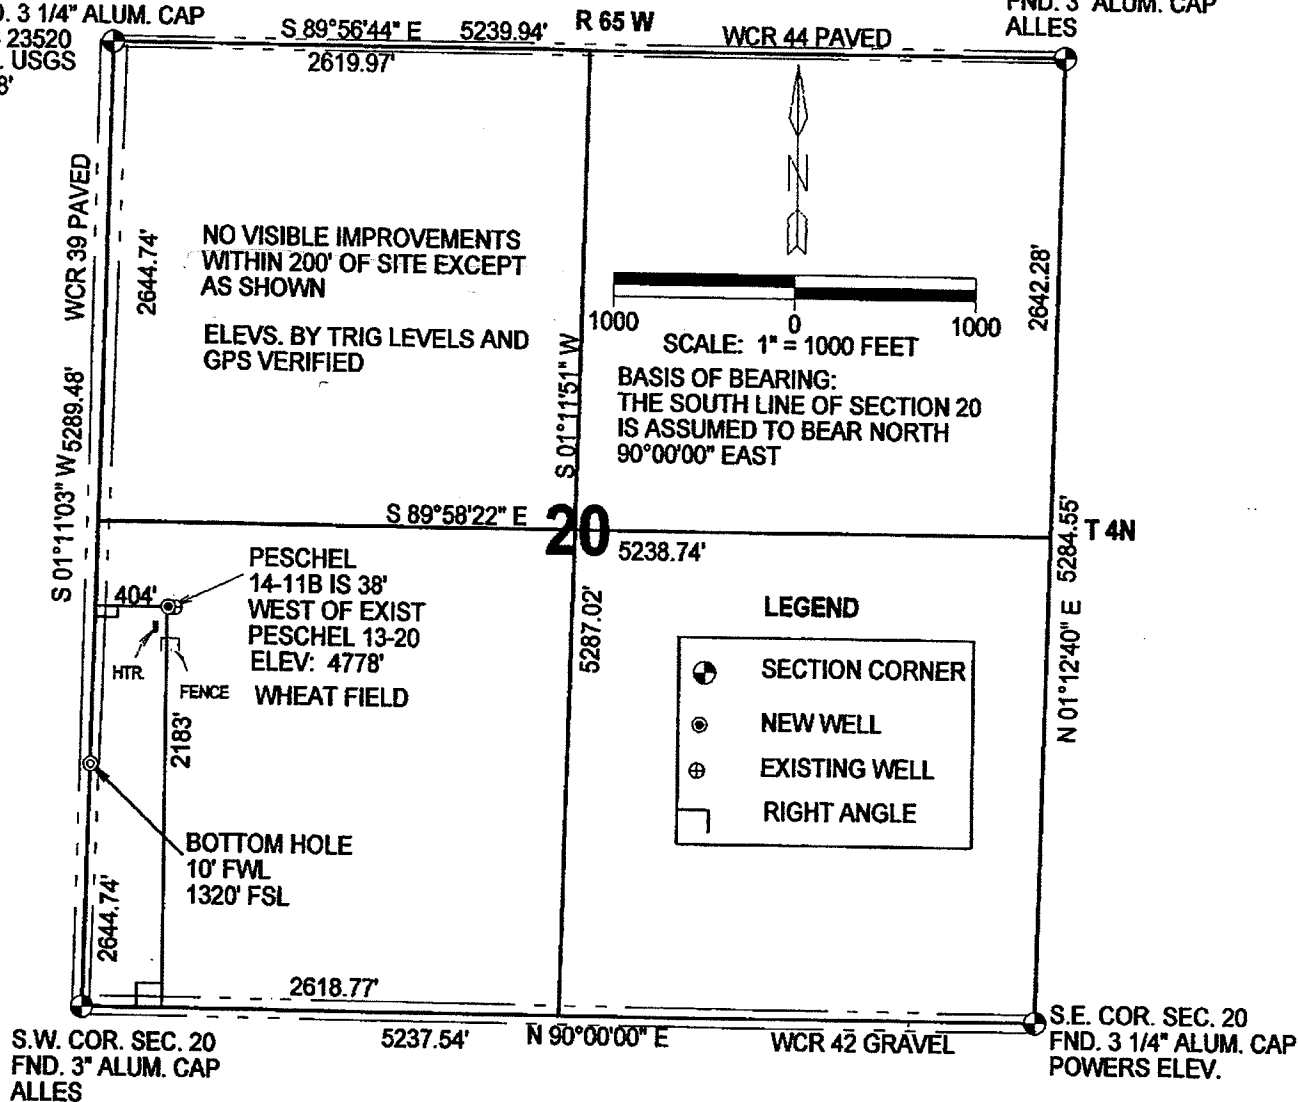 . 3 1/4" ALUM. CAP
23520
. USGS
8'
FND. 3" ALUM. CAP
ALLES
S 89°56'44" E 5239.94'
R 65 W
WCR 44 PAVED
2619.97'
WCR 39 PAVED
2644.74'
NO VISIBLE IMPROVEMENTS
WITHIN 200' OF SITE EXCEPT
AS SHOWN
ELEVS. BY TRIG LEVELS AND
GPS VERIFIED
N
1000 0 1000
SCALE: 1" = 1000 FEET
BASIS OF BEARING:
THE SOUTH LINE OF SECTION 20
IS ASSUMED TO BEAR NORTH
90°00'00" EAST
2642.28'
S 01°11'51" W
S 01°11'03" W 5289.48'
S 89°58'22" E
20
5238.74'
T 4N
N 01°12'40" E 5284.55'
404'
PESCHEL
14-11B IS 38'
WEST OF EXIST
PESCHEL 13-20
ELEV: 4778'
HTR.
FENCE
WHEAT FIELD
2183'
5287.02'
LEGEND
SECTION CORNER
NEW WELL
EXISTING WELL
RIGHT ANGLE
BOTTOM HOLE
10' FWL
1320' FSL
2644.74'
2618.77'
S.W. COR. SEC. 20
FND. 3" ALUM. CAP
ALLES
5237.54'
N 90°00'00" E
WCR 42 GRAVEL
S.E. COR. SEC. 20
FND. 3 1/4" ALUM. CAP
POWERS ELEV.